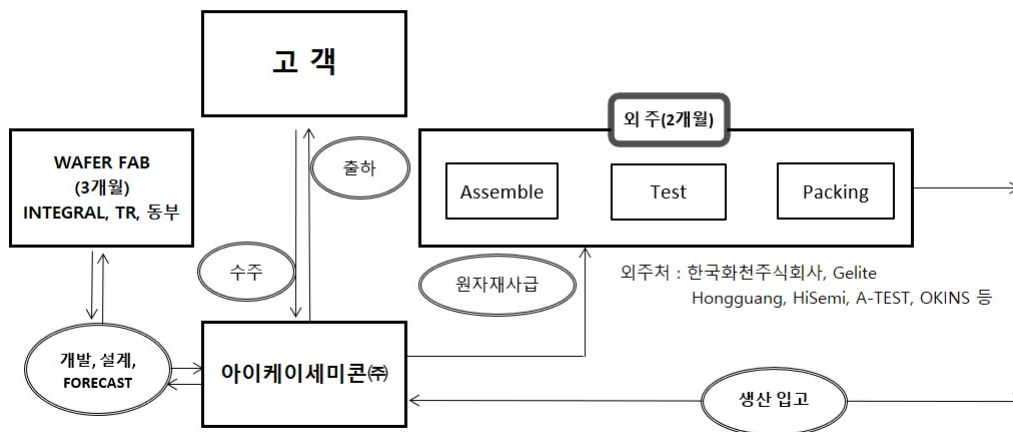 고 객
외 주(2개월)
WAFER FAB
(3개월)
INTEGRAL, TR, 동부
출하
Assemble
Test
Packing
수주
원자재사급
외주처 : 한국화천주식회사, Gelite
Hongguang, HiSemi, A-TEST, OKINS 등
개발, 설계,
FORECAST
아이케이세미콘㈜
생산 입고